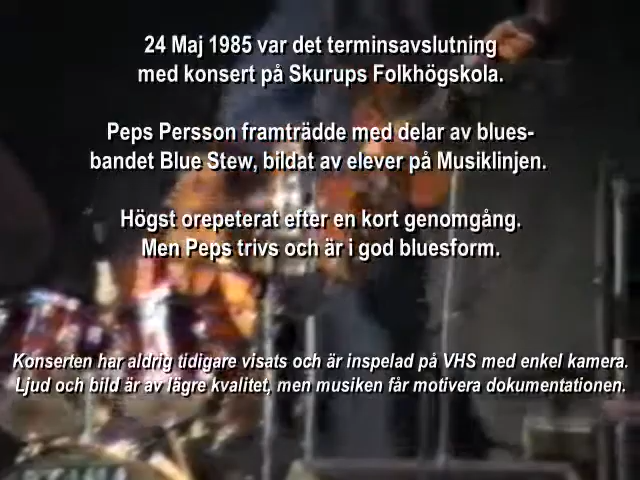 24 Maj 1985 var det terminsavslutning
med konsert på Skurups Folkhögskola.
Peps Persson framträdde med delar av blues-
bandet Blue Stew, bildat av elever på Musiklinjen.
Högst orepeterat efter en kort genomgång.
Men Peps trivs och är i god bluesform.
Konserten har aldrig tidigare visats och är inspelad på VHS med enkel kamera.
Ljud och bild är av lägre kvalitet, men musiken får motivera dokumentationen.